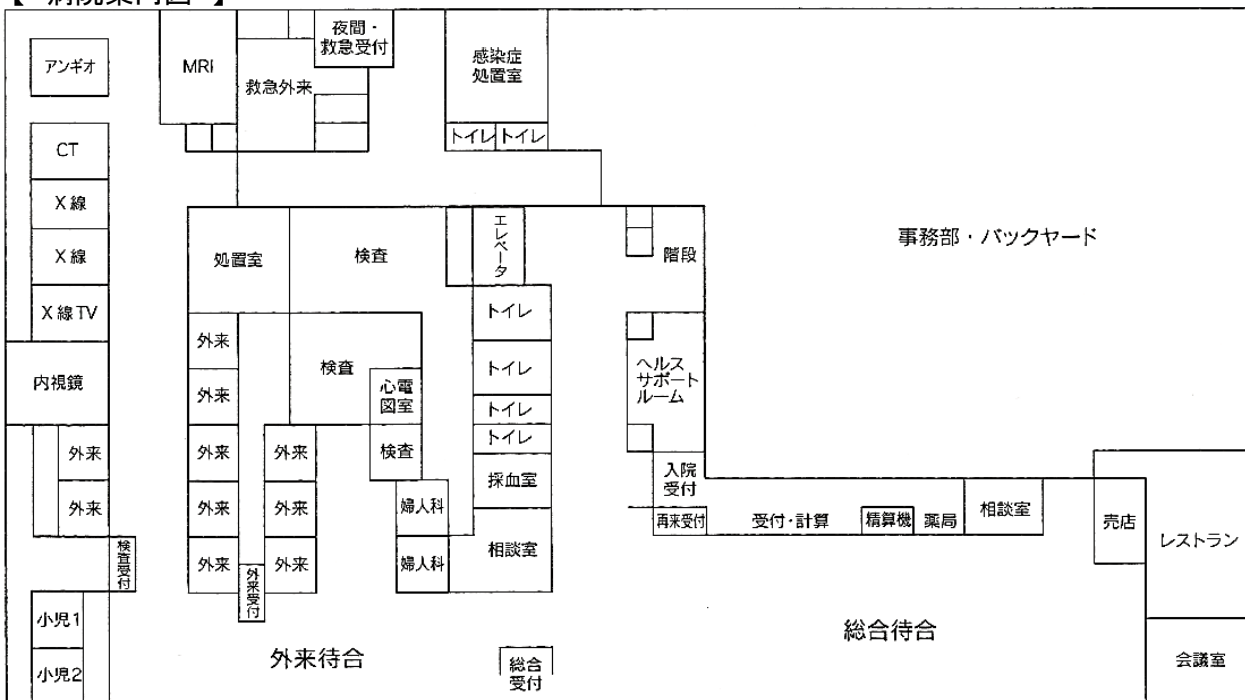 【 病院案内図 】
夜間・
救急受付
アンギオ
MRI
救急外来
感染症
処置室
トイレ
トイレ
CT
X線
X線
X線TV
内視鏡
処置室
検査
エレベータ
階段
事務部・バックヤード
トイレ
トイレ
トイレ
トイレ
外来
外来
検査
心電
図室
検査
ヘルス
サポート
ルーム
外来
外来
外来
外来
外来
外来
外来
外来
婦人科
婦人科
採血室
相談室
入院
受付
再来受付
受付・計算
精算機
薬局
相談室
売店
レストラン
検査受付
外来受付
小児1
小児2
外来待合
総合
受付
総合待合
会議室